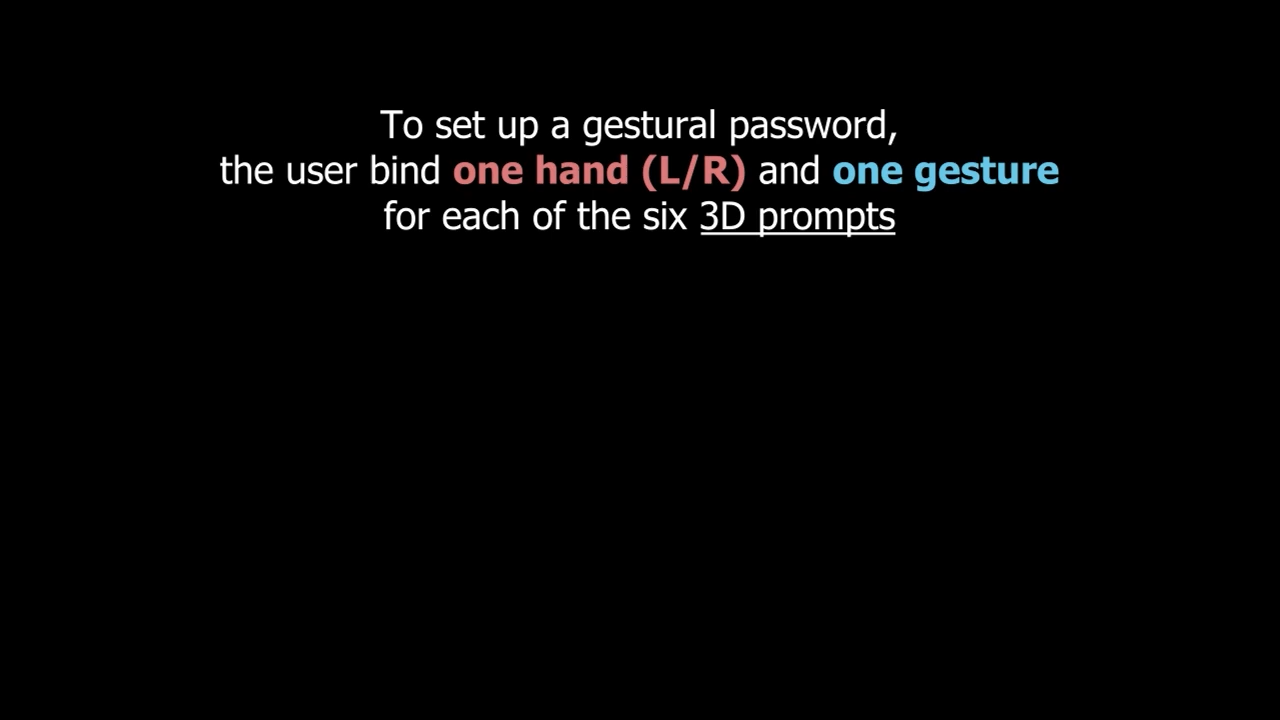 To set up a gestural password,
the user bind one hand (L/R) and one gesture
for each of the six 3D prompts